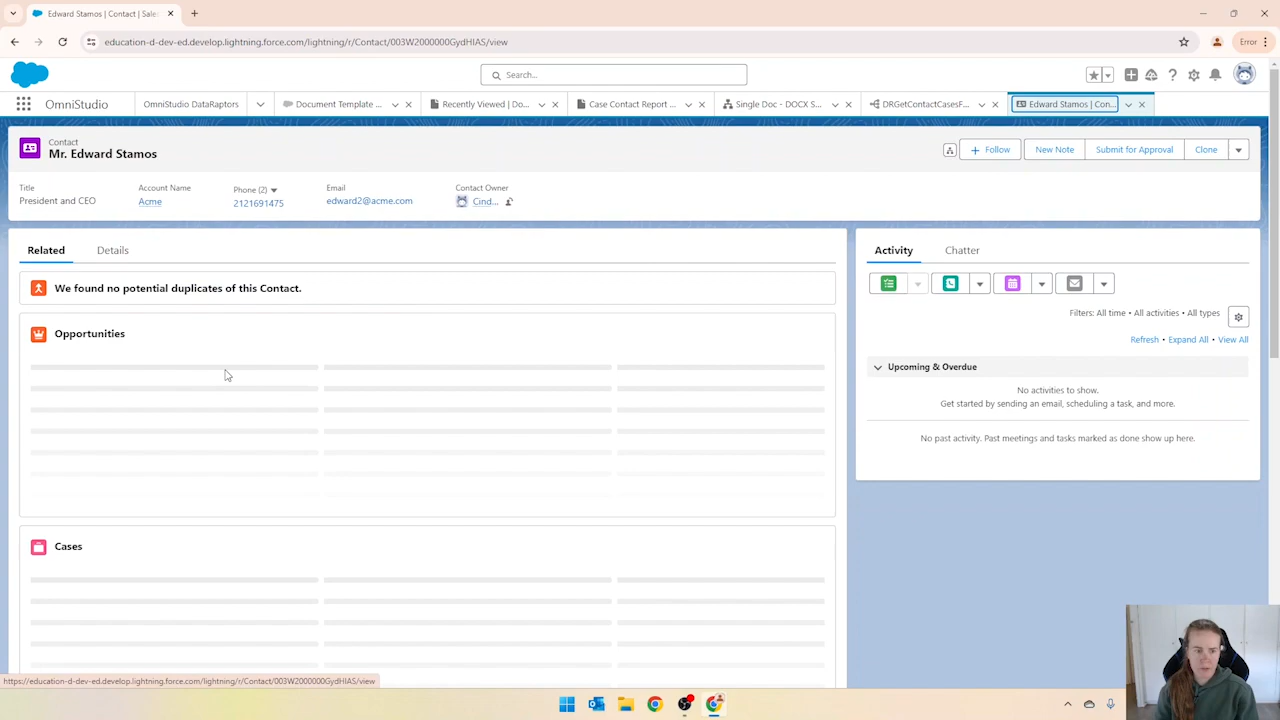 Edward Stamos | Contact | Sales
education-d-dev-ed.develop.lightning.force.com/lightning/r/Contact/003W2000000GydHIAS/view
Error
Search...
OmniStudio
OmniStudio DataRaptors
Document Template ...
Recently Viewed | Do...
Case Contact Report ...
Single Doc - DOCX S...
DRGetContactCasesF...
Edward Stamos | Con...
Contact
Mr. Edward Stamos
Follow
New Note
Submit for Approval
Clone
Title
Account Name
Phone (2)
Email
Contact Owner
President and CEO
Acme
2121691475
edward2@acme.com
Cind...
Related
Details
We found no potential duplicates of this Contact.
Opportunities
Cases
Activity
Chatter
Filters: All time • All activities • All types
Refresh • Expand All • View All
Upcoming & Overdue
No activities to show.
Get started by sending an email, scheduling a task, and more.
No past activity. Past meetings and tasks marked as done show up here.
https://education-d-dev-ed.develop.lightning.force.com/lightning/r/Contact/003W2000000GydHIAS/view